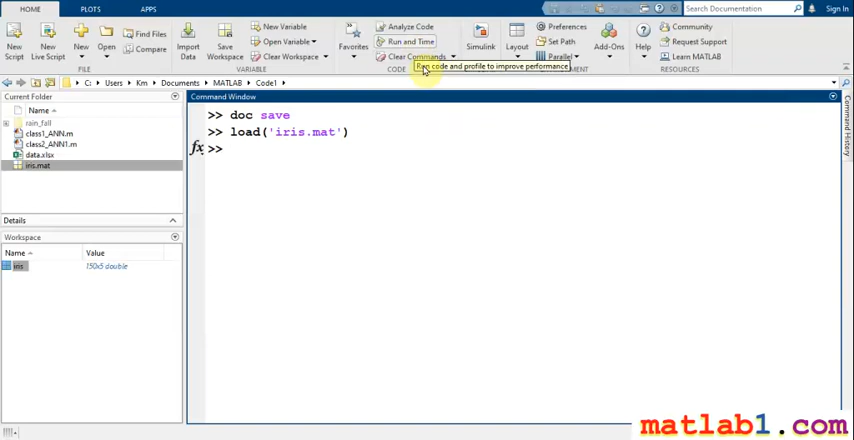 HOME PLOTS APPS Search Documentation Sign In
New Script
New Live Script
New
Open
Find Files
Compare
Import Data
Save Workspace
New Variable
Open Variable
Clear Workspace
Favorites
Analyze Code
Run and Time
Clear Commands
Simulink
Layout
Preferences
Set Path
Parallel
Add-Ons
Help
Community
Request Support
Learn MATLAB
FILE VARIABLE CODE RESOURCES
Run code and profile to improve performance
C: Users Km Documents MATLAB Code1
Current Folder
Name
rain_fall
class1_ANN.m
class2_ANN1.m
data.xlsx
iris.mat
Details
Workspace
Name Value
iris 150x5 double
Command Window
>> doc save
>> load('iris.mat')
fx >>
Command History
matlab1.com